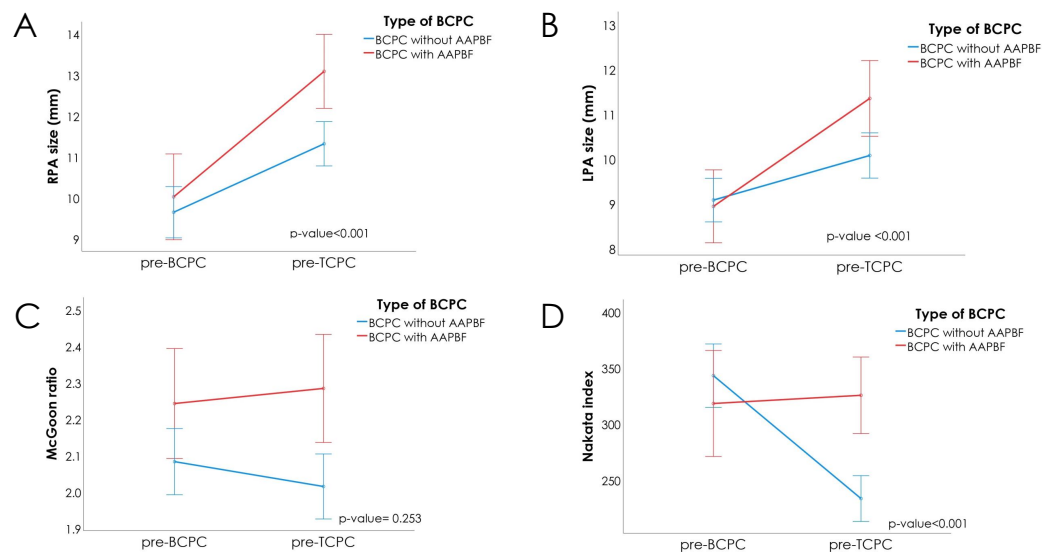 A
Type of BCPC
BCPC without AAPBF
BCPC with AAPBF
RPA size (mm)
14
13
12
11
10
9
p-value<0.001
pre-BCPC
pre-TCPC
B
Type of BCPC
BCPC without AAPBF
BCPC with AAPBF
LPA size (mm)
13
12
11
10
9
8
p-value <0.001
pre-BCPC
pre-TCPC
C
Type of BCPC
BCPC without AAPBF
BCPC with AAPBF
McGoon ratio
2.5
2.4
2.3
2.2
2.1
2.0
1.9
p-value= 0.253
pre-BCPC
pre-TCPC
D
Type of BCPC
BCPC without AAPBF
BCPC with AAPBF
Nakata index
400
350
300
250
p-value<0.001
pre-BCPC
pre-TCPC